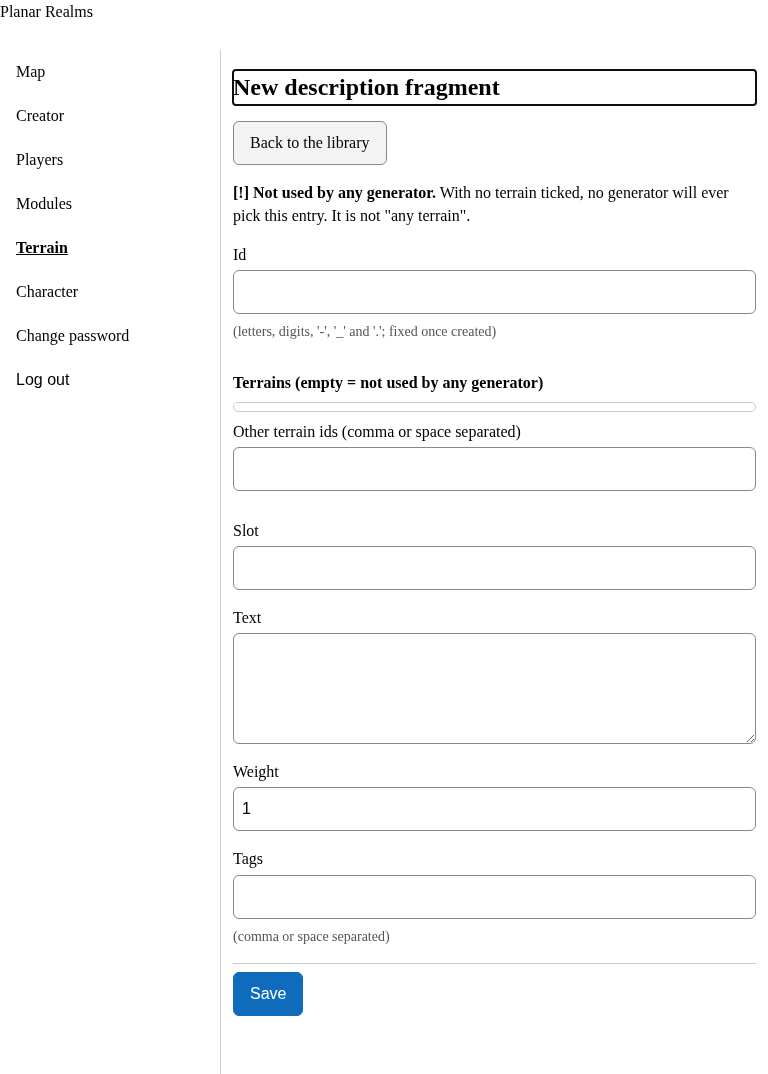 Planar Realms
Map
Creator
Players
Modules
Terrain
Character
Change password
Log out
New description fragment
Back to the library
[!] Not used by any generator. With no terrain ticked, no generator will ever
pick this entry. It is not "any terrain".
Id
(letters, digits, '-', '_' and '.'; fixed once created)
Terrains (empty = not used by any generator)
Other terrain ids (comma or space separated)
Slot
Text
Weight
1
Tags
(comma or space separated)
Save